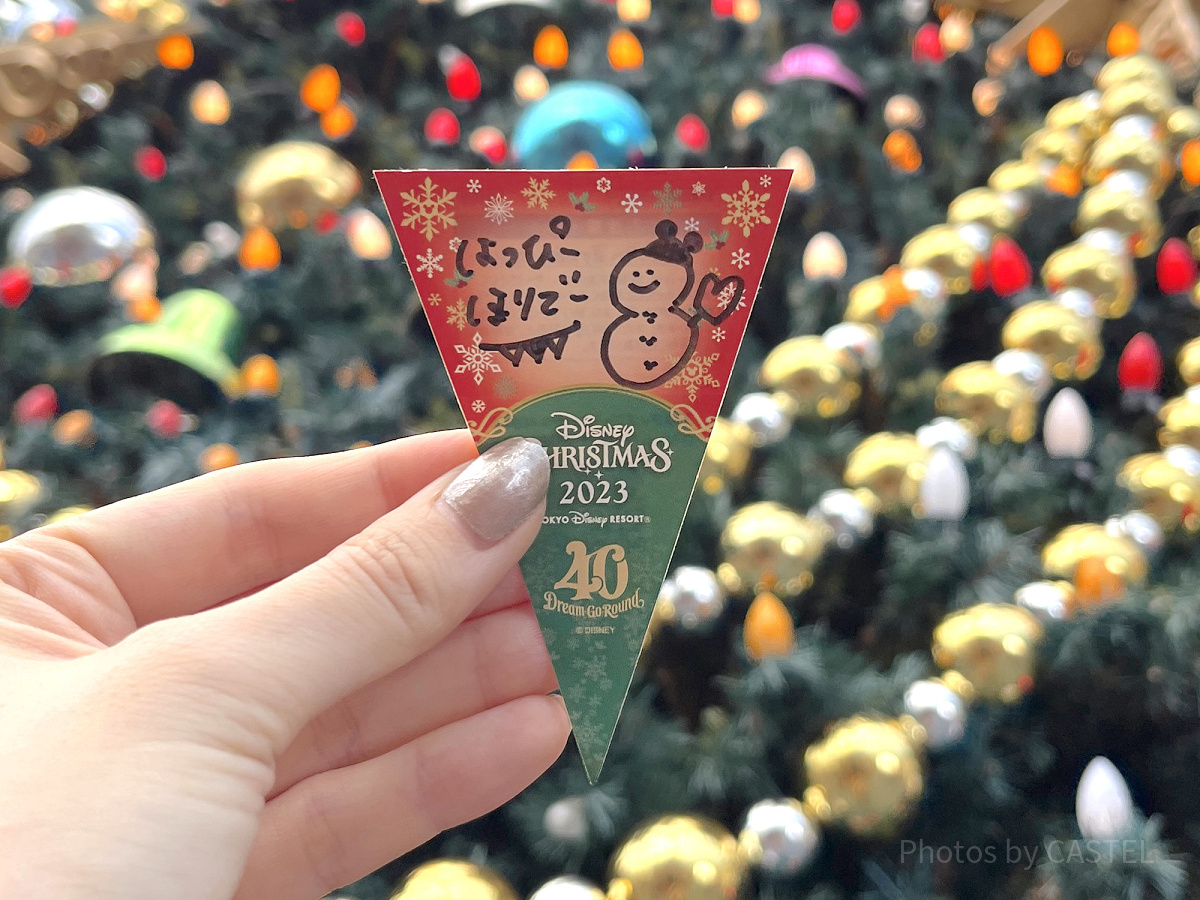 はっぴー
ほりでー
Disney
CHRISTMAS
2023
TOKYO Disney RESORT®
40
Dream-Go-Round
© DISNEY
Photos by CASTEL